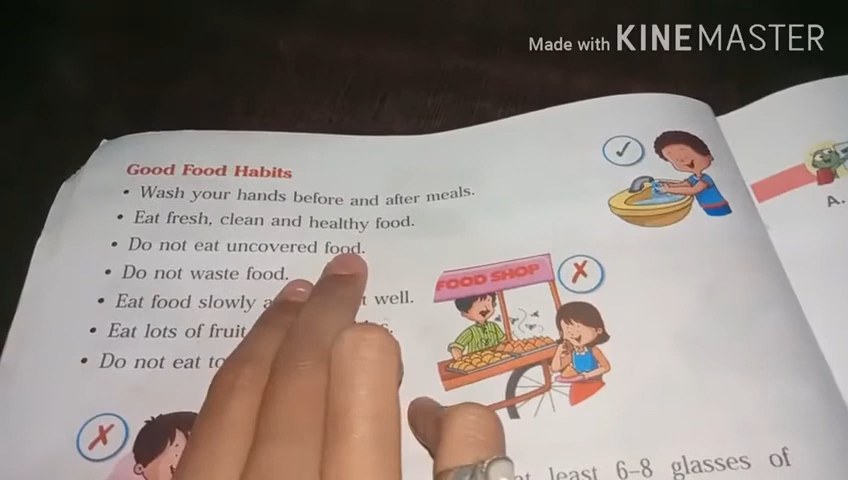 Made with KINEMASTER
Good Food Habits
• Wash your hands before and after meals.
• Eat fresh, clean and healthy food.
• Do not eat uncovered food.
• Do not waste food.
• Eat food slowly a t well.
• Eat lots of fruit s.
• Do not eat to
FOOD SHOP
A.
least 6–8 glasses of